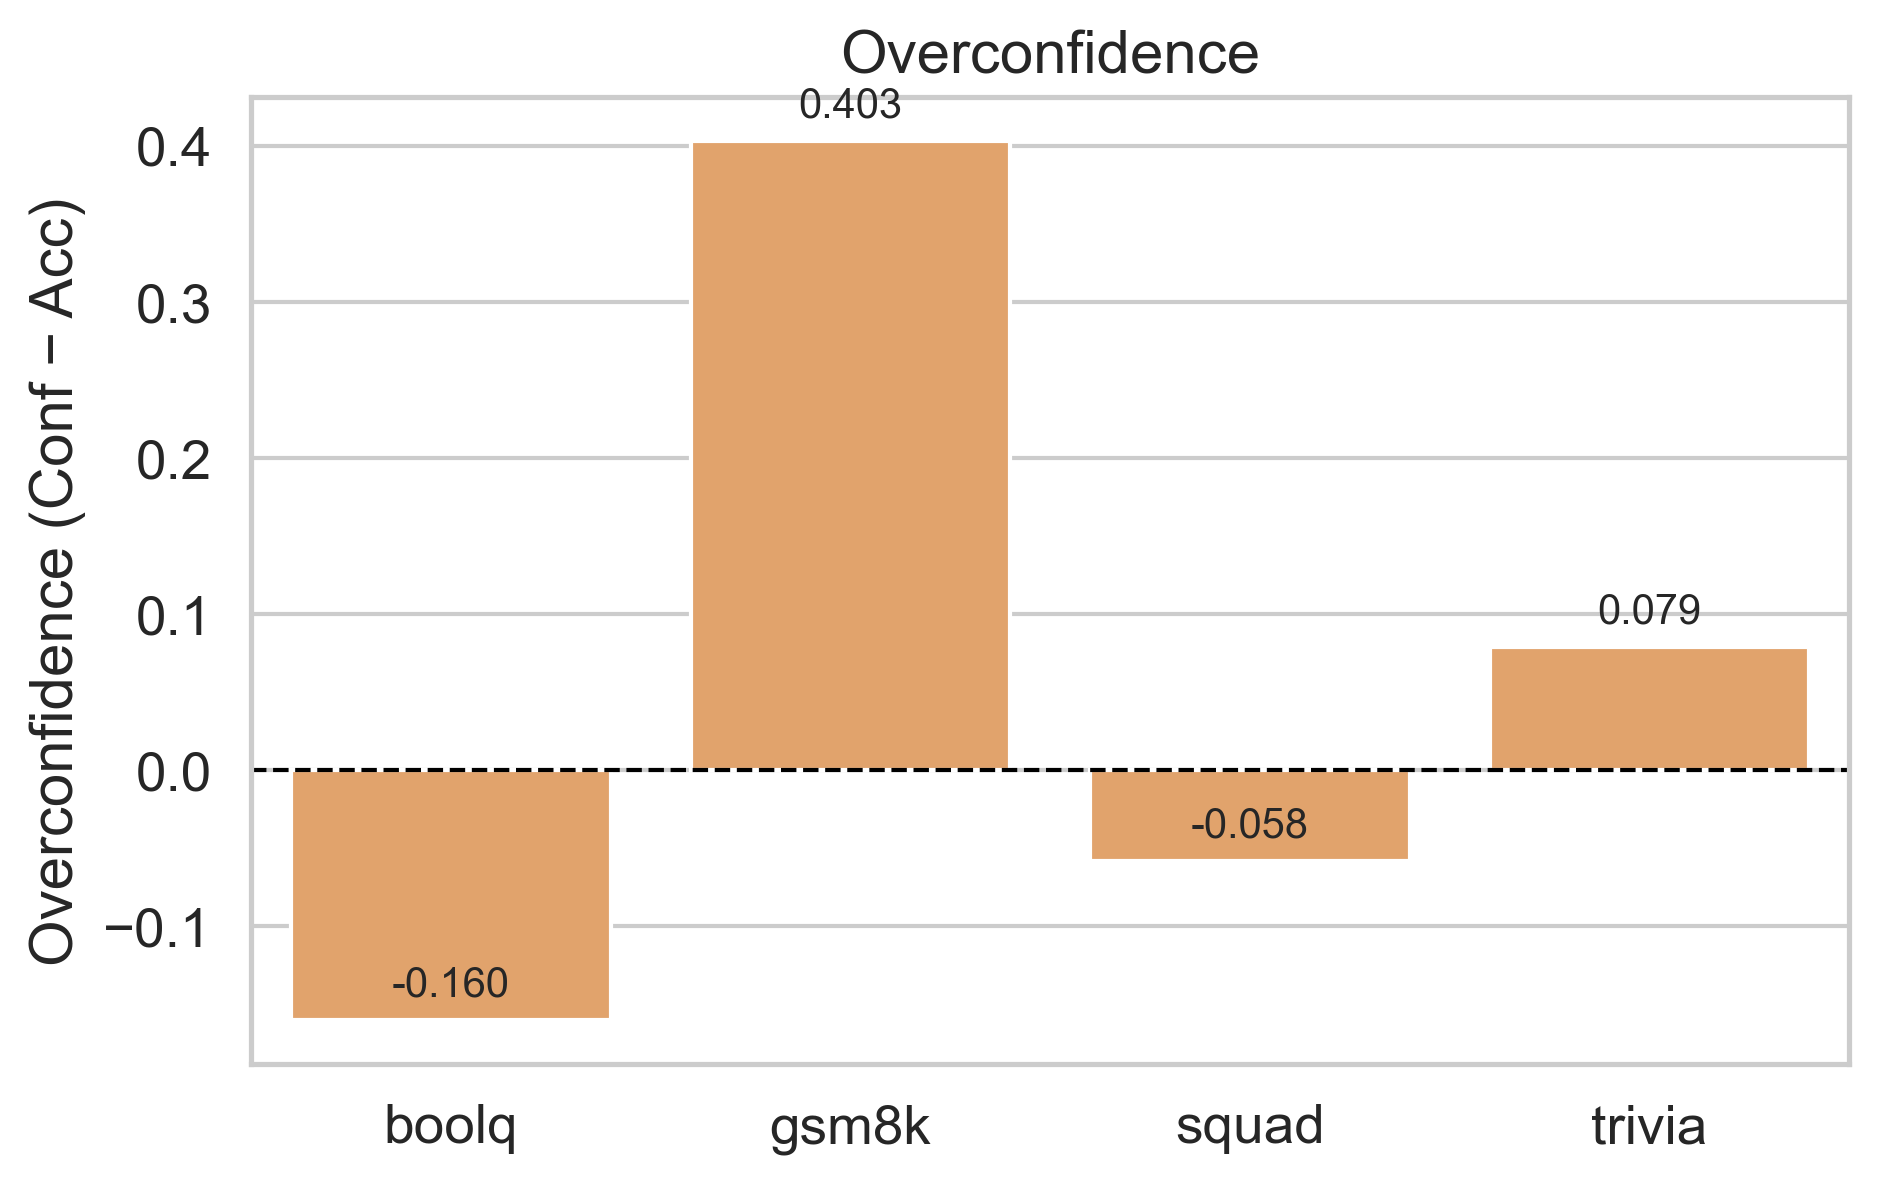 Overconfidence
0.403
0.4
0.3
0.2
0.1
0.0
−0.1
Overconfidence (Conf − Acc)
0.079
-0.058
-0.160
boolq
gsm8k
squad
trivia